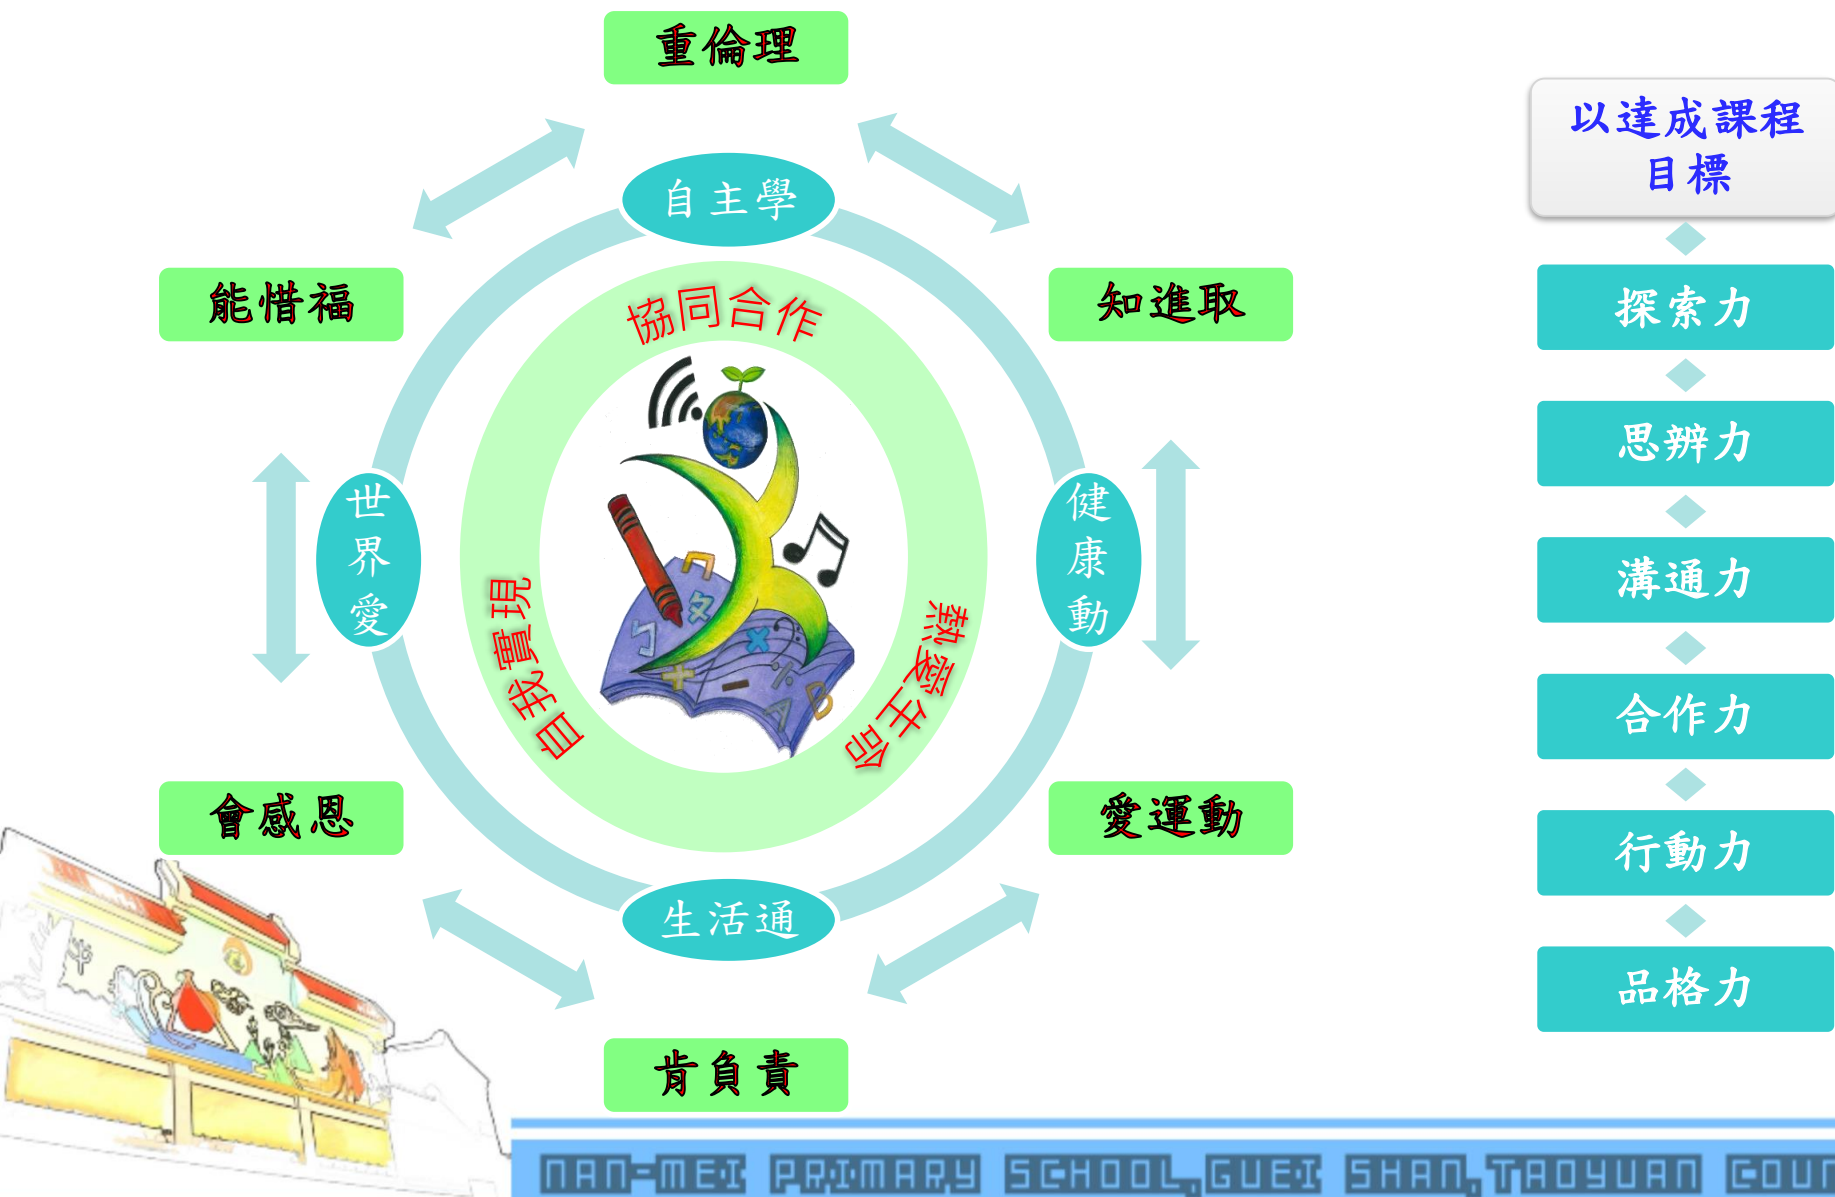 重倫理
自主學
能惜福
知進取
協同合作
世界愛
健康動
自我實現
熱愛生命
會感恩
愛運動
生活通
肯負責
以達成課程
目標
探索力
思辨力
溝通力
合作力
行動力
品格力
NAN-MEI PRIMARY SCHOOL,GUEI SHAN,TAOYUAN COUN